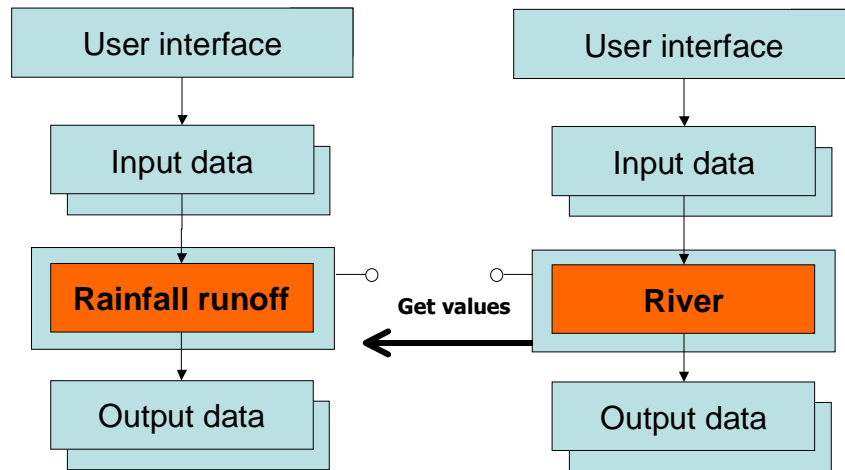 User interface
User interface
Input data
Input data
Rainfall runoff
Get values
River
Output data
Output data